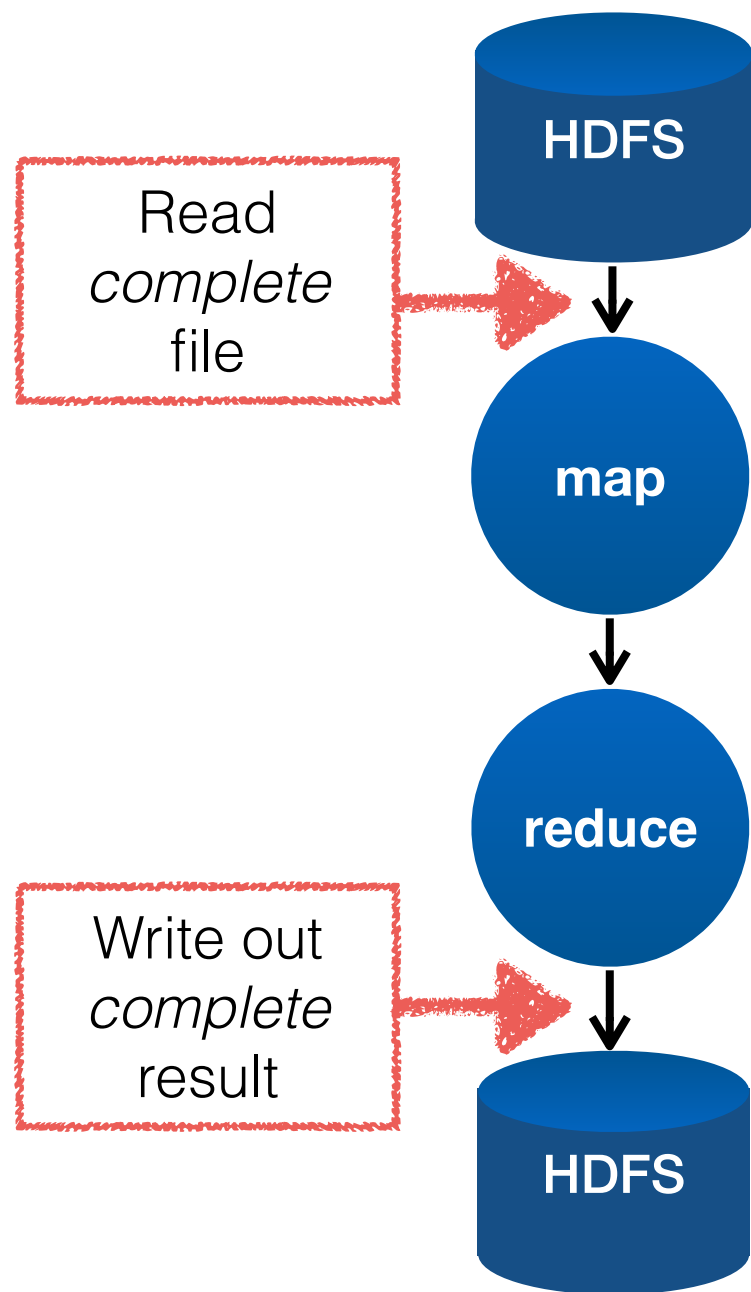 HDFS
Read
complete
file
map
reduce
Write out
complete
result
HDFS